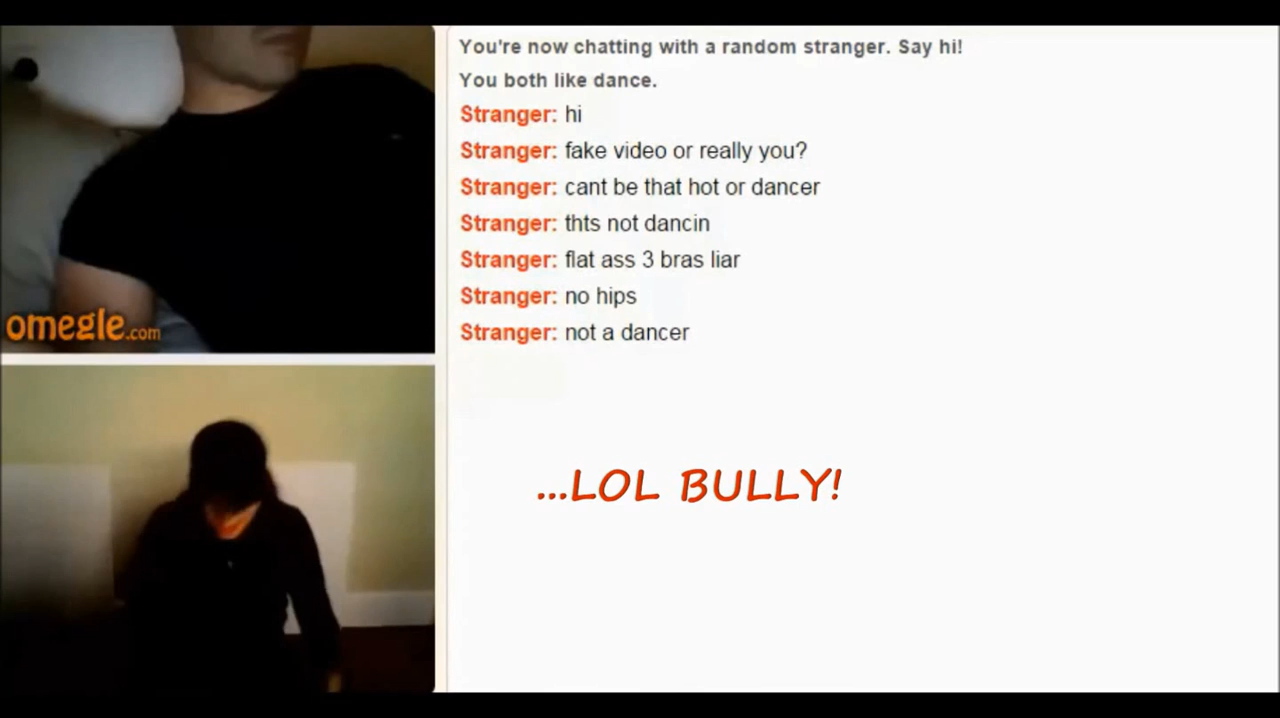 You're now chatting with a random stranger. Say hi!
You both like dance.
Stranger: hi
Stranger: fake video or really you?
Stranger: cant be that hot or dancer
Stranger: thts not dancin
Stranger: flat ass 3 bras liar
Stranger: no hips
Stranger: not a dancer
omegle.com
...LOL BULLY!